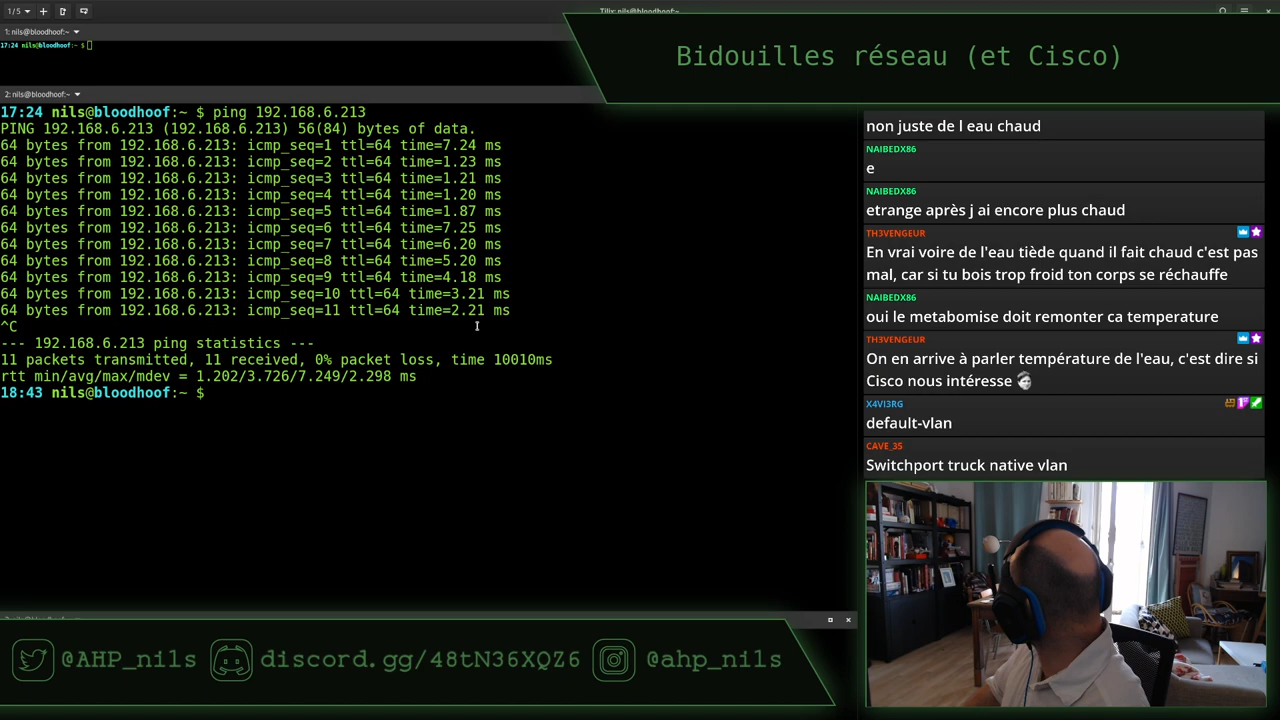 1/5
Tilix: nils@bloodhoof:~
1: nils@bloodhoof:~
17:24 nils@bloodhoof:~ $
Bidouilles réseau (et Cisco)
2: nils@bloodhoof:~
17:24 nils@bloodhoof:~ $ ping 192.168.6.213
PING 192.168.6.213 (192.168.6.213) 56(84) bytes of data.
64 bytes from 192.168.6.213: icmp_seq=1 ttl=64 time=7.24 ms
64 bytes from 192.168.6.213: icmp_seq=2 ttl=64 time=1.23 ms
64 bytes from 192.168.6.213: icmp_seq=3 ttl=64 time=1.21 ms
64 bytes from 192.168.6.213: icmp_seq=4 ttl=64 time=1.20 ms
64 bytes from 192.168.6.213: icmp_seq=5 ttl=64 time=1.87 ms
64 bytes from 192.168.6.213: icmp_seq=6 ttl=64 time=7.25 ms
64 bytes from 192.168.6.213: icmp_seq=7 ttl=64 time=6.20 ms
64 bytes from 192.168.6.213: icmp_seq=8 ttl=64 time=5.20 ms
64 bytes from 192.168.6.213: icmp_seq=9 ttl=64 time=4.18 ms
64 bytes from 192.168.6.213: icmp_seq=10 ttl=64 time=3.21 ms
64 bytes from 192.168.6.213: icmp_seq=11 ttl=64 time=2.21 ms
^C
--- 192.168.6.213 ping statistics ---
11 packets transmitted, 11 received, 0% packet loss, time 10010ms
rtt min/avg/max/mdev = 1.202/3.726/7.249/2.298 ms
18:43 nils@bloodhoof:~ $
non juste de l eau chaud
NAIBEDX86
e
NAIBEDX86
etrange après j ai encore plus chaud
TH3VENGEUR
En vrai voire de l'eau tiède quand il fait chaud c'est pas
mal, car si tu bois trop froid ton corps se réchauffe
NAIBEDX86
oui le metabomise doit remonter ca temperature
TH3VENGEUR
On en arrive à parler température de l'eau, c'est dire si
Cisco nous intéresse
X4VI3RG
default-vlan
CAVE_35
Switchport truck native vlan
@AHP_nils
discord.gg/48tN36XQZ6
@ahp_nils